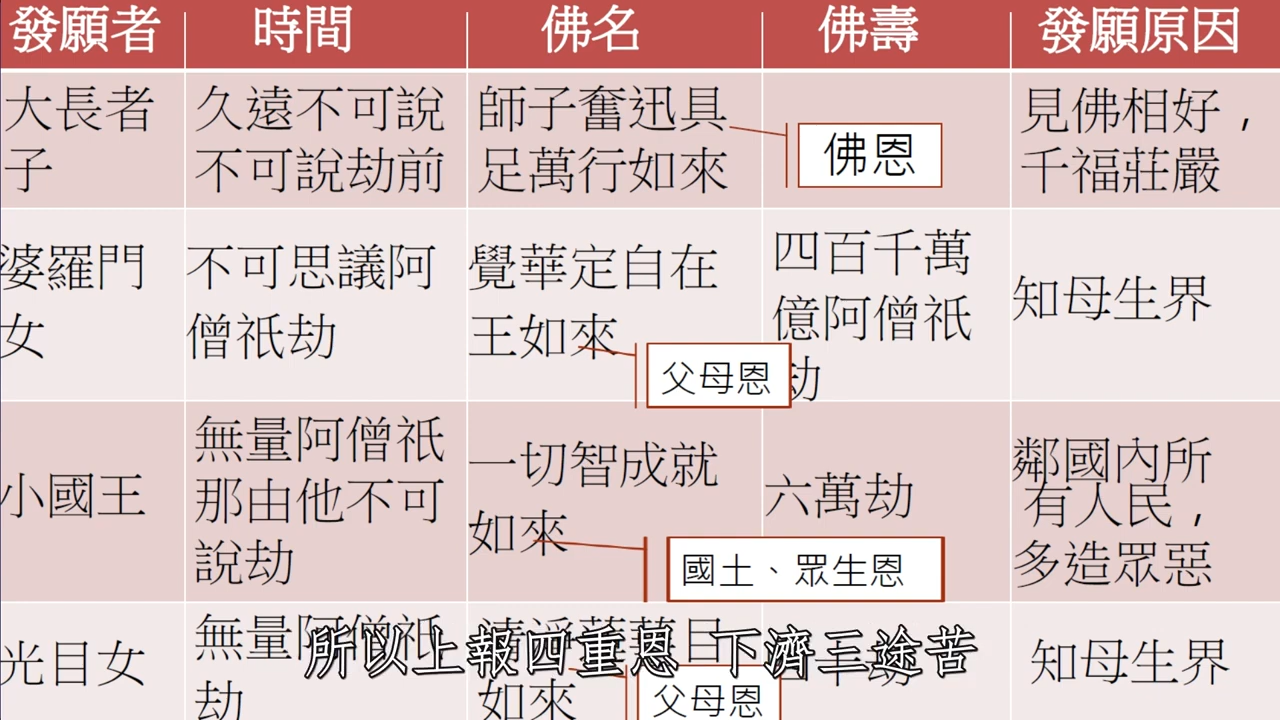 發願者
時間
佛名
佛壽
發願原因
大長者
子
久遠不可說
不可說劫前
師子奮迅具
足萬行如來
佛恩
見佛相好，
千福莊嚴
婆羅門
女
不可思議阿
僧祇劫
覺華定自在
王如來
父母恩
四百千萬
億阿僧祇
劫
知母生界
小國王
無量阿僧祇
那由他不可
說劫
一切智成就
如來
國土、眾生恩
六萬劫
鄰國內所
有人民，
多造眾惡
光目女
無量阿僧祇
劫
如來
父母恩
知母生界
所以上報四重恩 下濟三途苦